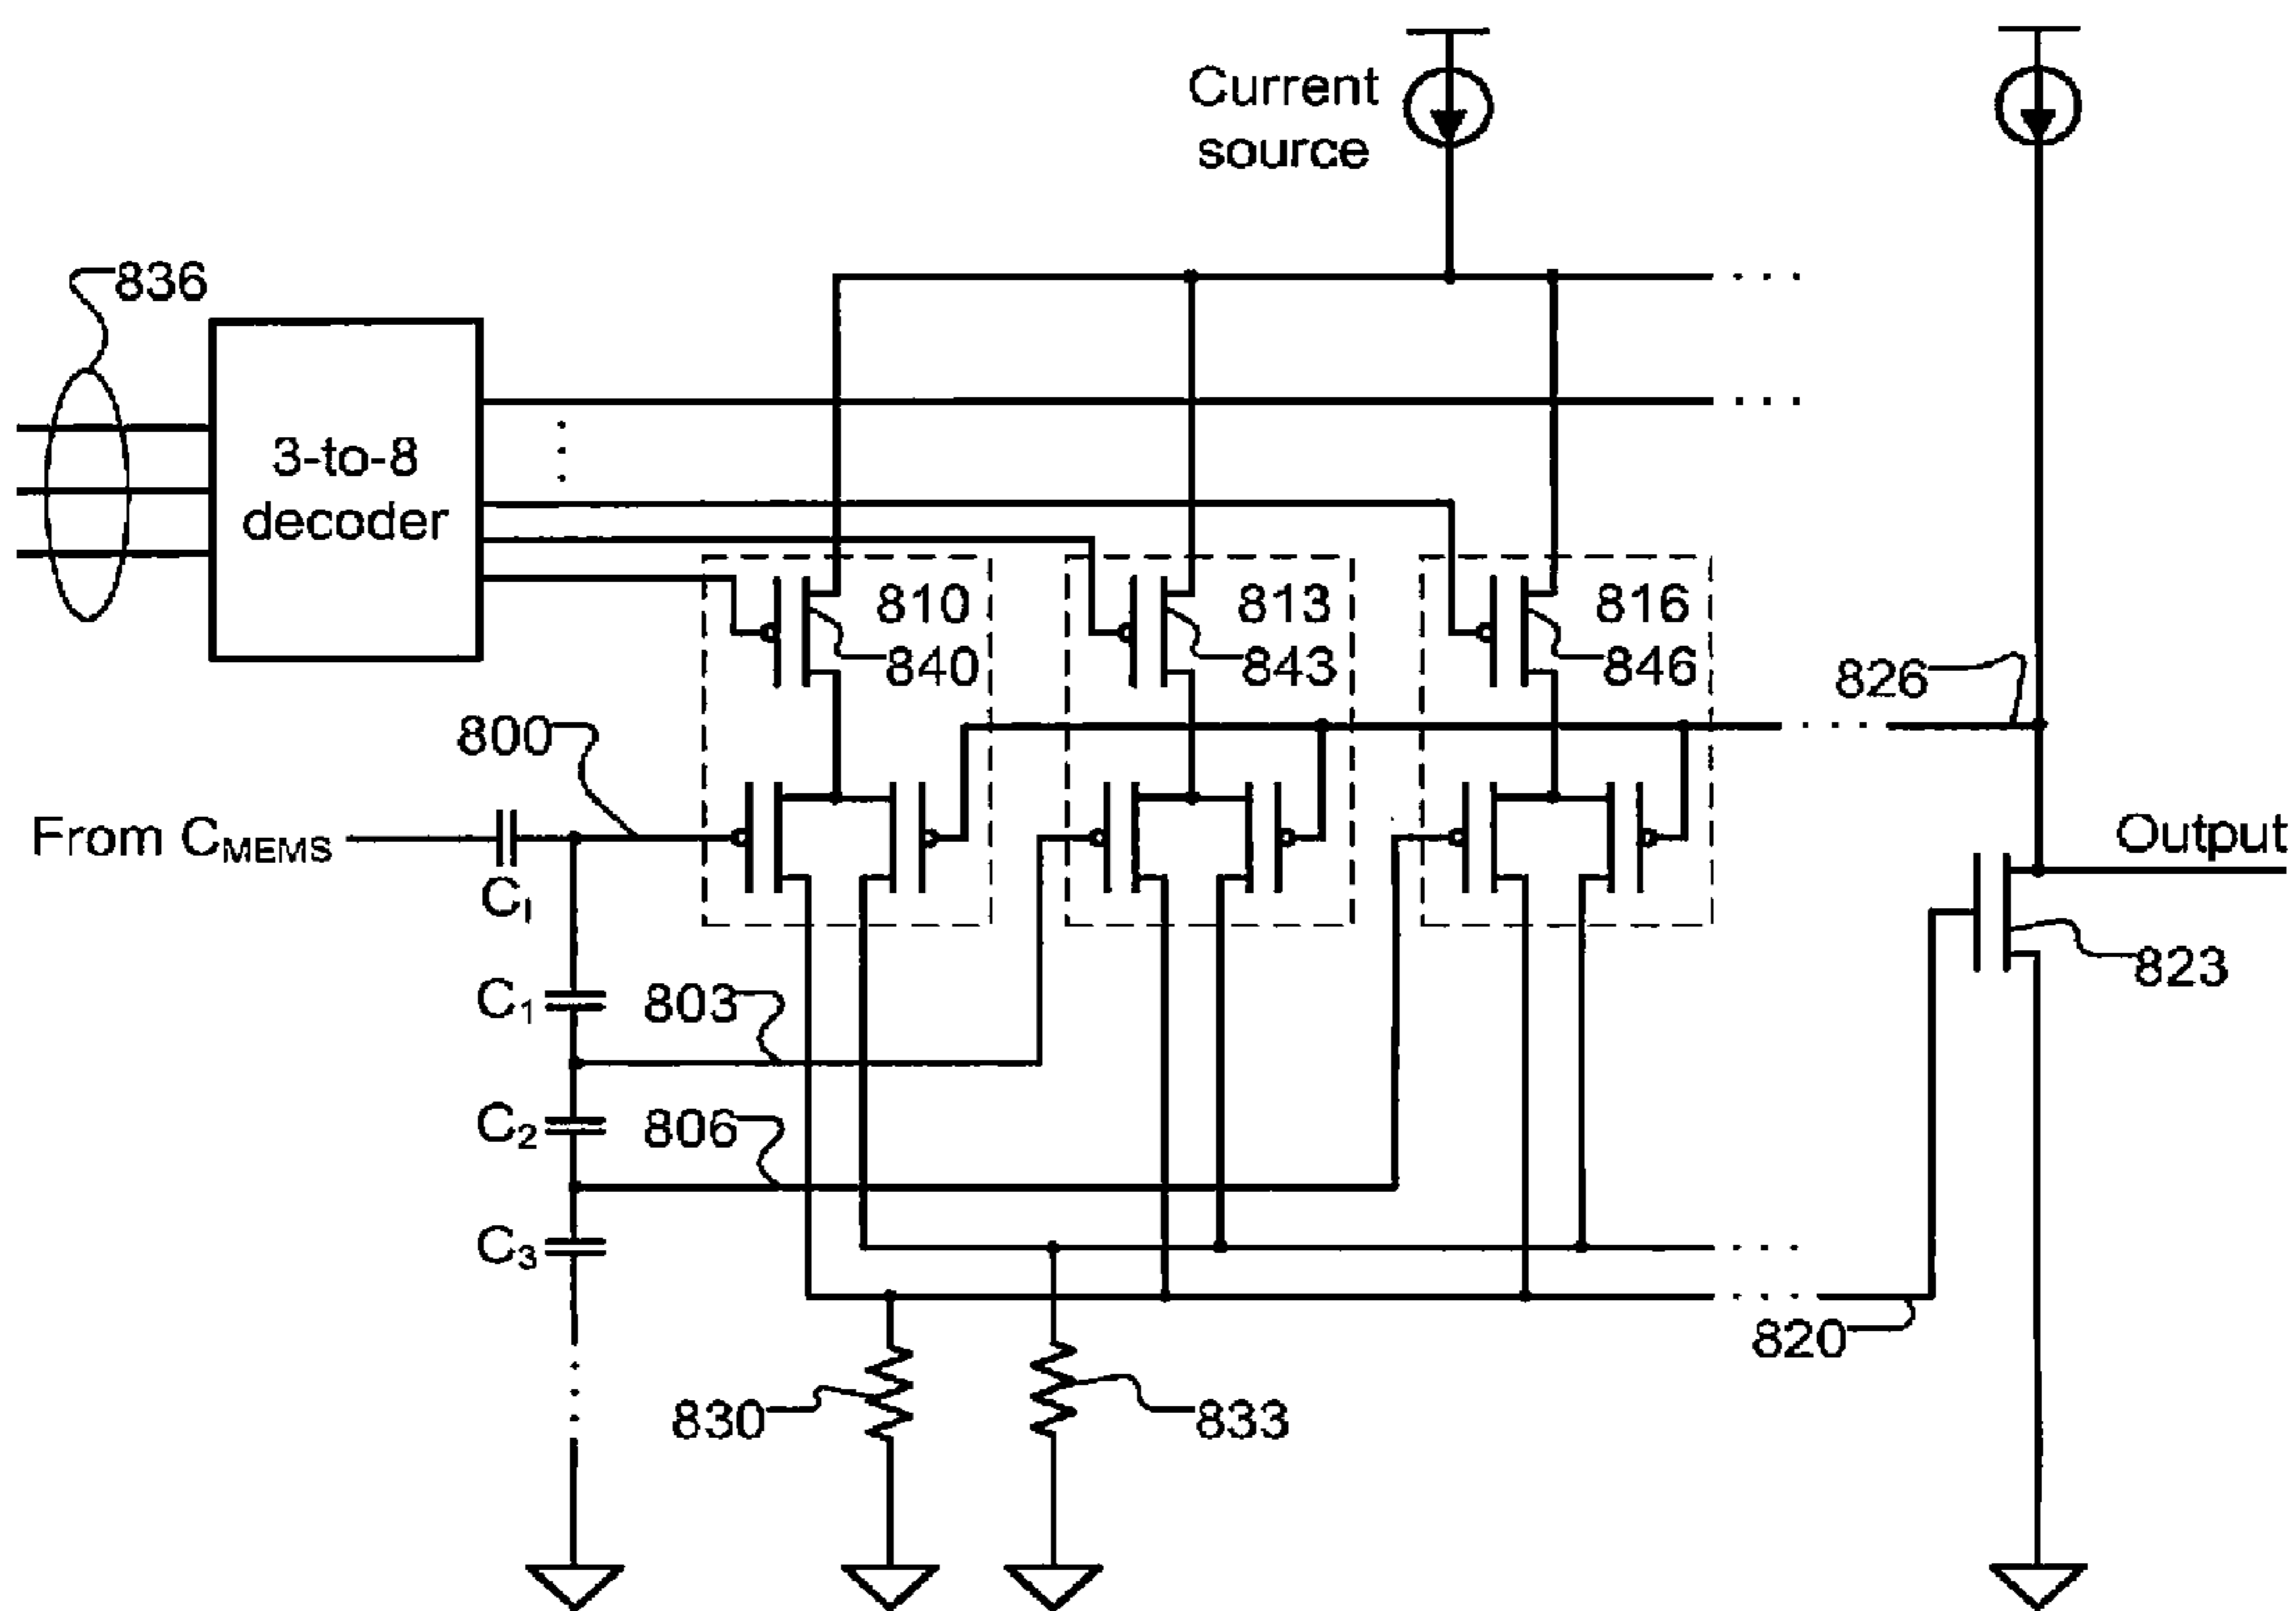 Current
source
836
3-to-8
decoder
810
813
816
840
843
846
826
800
From CMEMS
CI
Output
823
C1
803
C2
806
C3
820
830
833